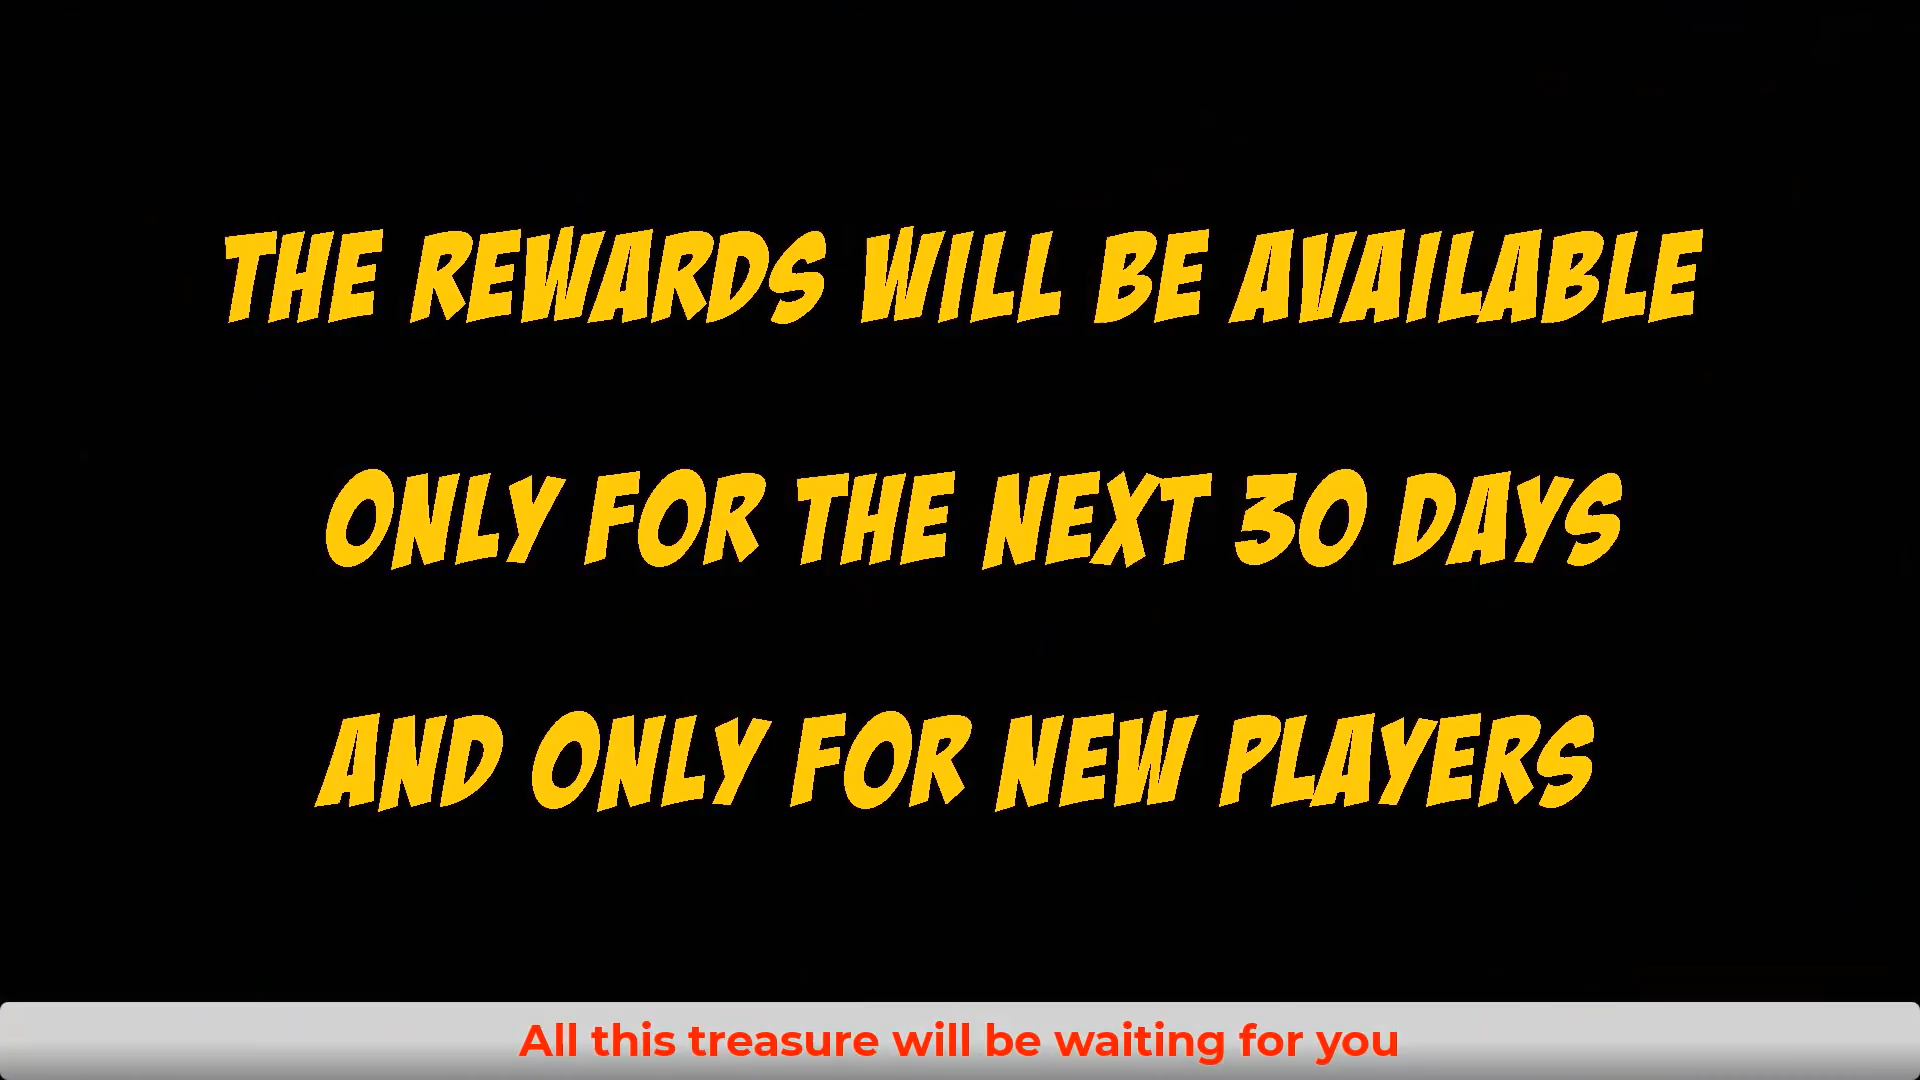 THE REWARDS WILL BE AVAILABLE
ONLY FOR THE NEXT 30 DAYS
AND ONLY FOR NEW PLAYERS
All this treasure will be waiting for you